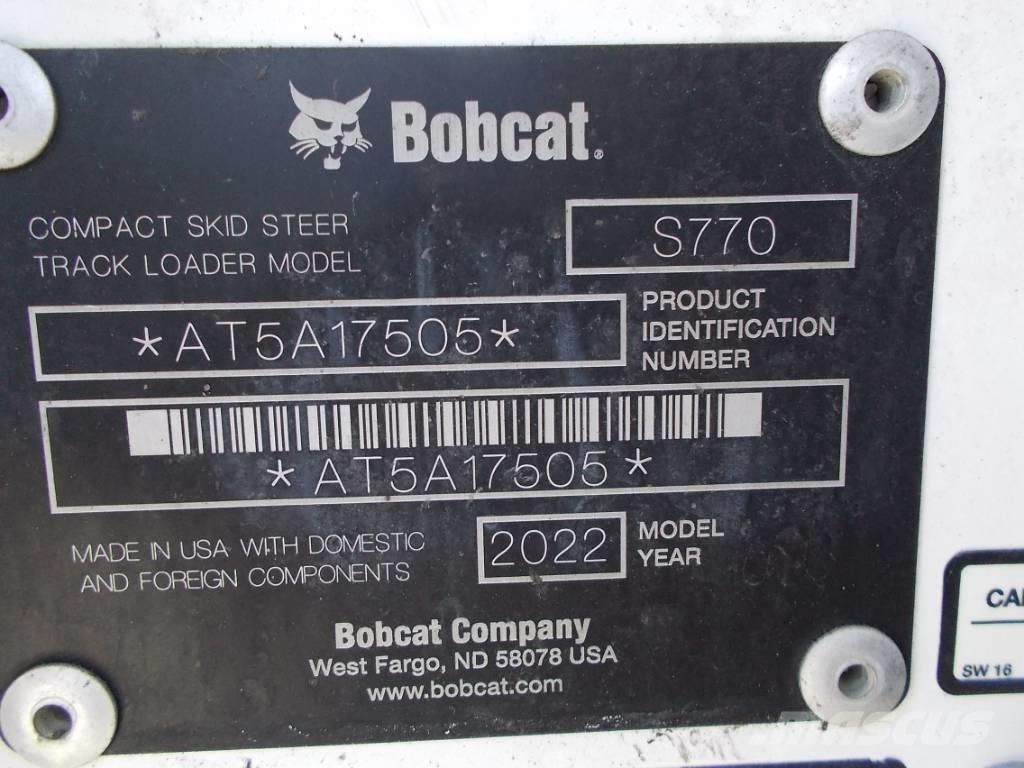 Bobcat.
COMPACT SKID STEER
TRACK LOADER MODEL
S770
*AT5A17505*
PRODUCT
IDENTIFICATION
NUMBER
*AT5A17505*
MADE IN USA WITH DOMESTIC
AND FOREIGN COMPONENTS
2022
MODEL
YEAR
Bobcat Company
West Fargo, ND 58078 USA
www.bobcat.com
SW 16
MASCUS